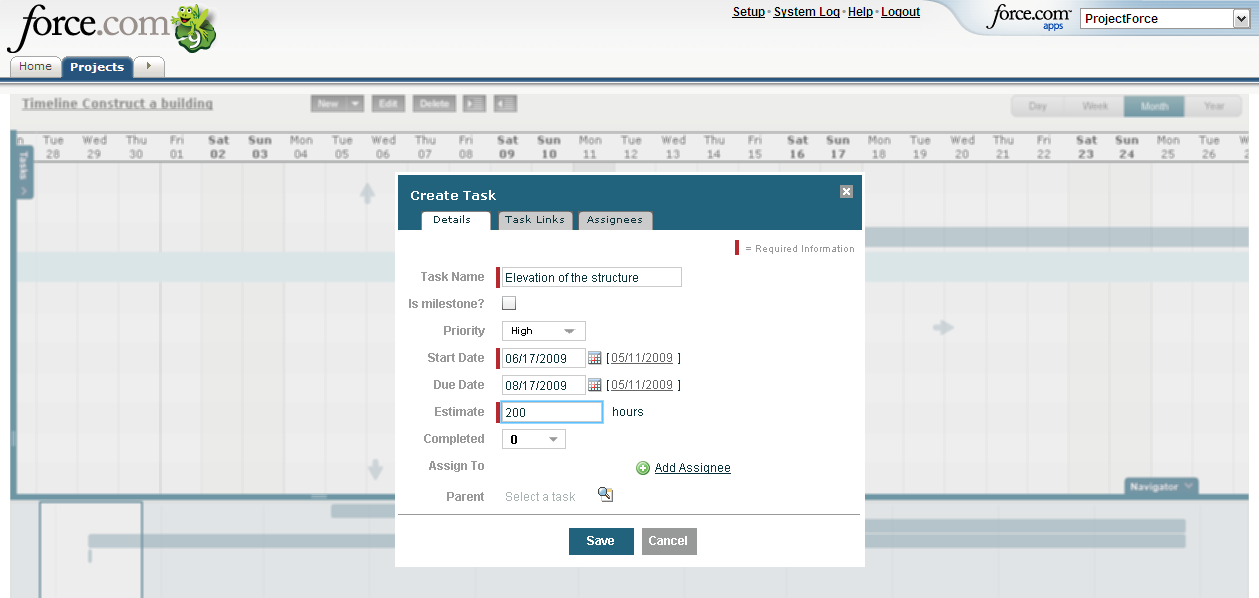 force.com 9
Setup · System Log · Help · Logout
force.com apps
ProjectForce
Home Projects
Timeline Construct a building
New Edit Delete
Day Week Month Year
Tue Wed Thu Fri Sat Sun Mon Tue Wed Thu Fri Sat Sun Mon Tue Wed Thu Fri Sat Sun Mon Tue Wed Thu Fri Sat Sun Mon Tue
28 29 30 01 02 03 04 05 06 07 08 09 10 11 12 13 14 15 16 17 18 19 20 21 22 23 24 25 26
Tasks
Create Task
Details Task Links Assignees
= Required Information
Task Name Elevation of the structure
Is milestone?
Priority High
Start Date 06/17/2009 [ 05/11/2009 ]
Due Date 08/17/2009 [ 05/11/2009 ]
Estimate 200 hours
Completed 0
Assign To Add Assignee
Parent Select a task
Save Cancel
Navigator